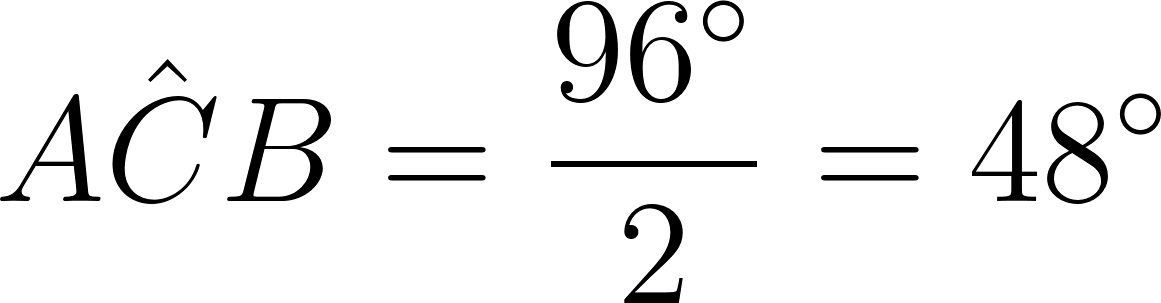 AĈB = 96°/2 = 48°